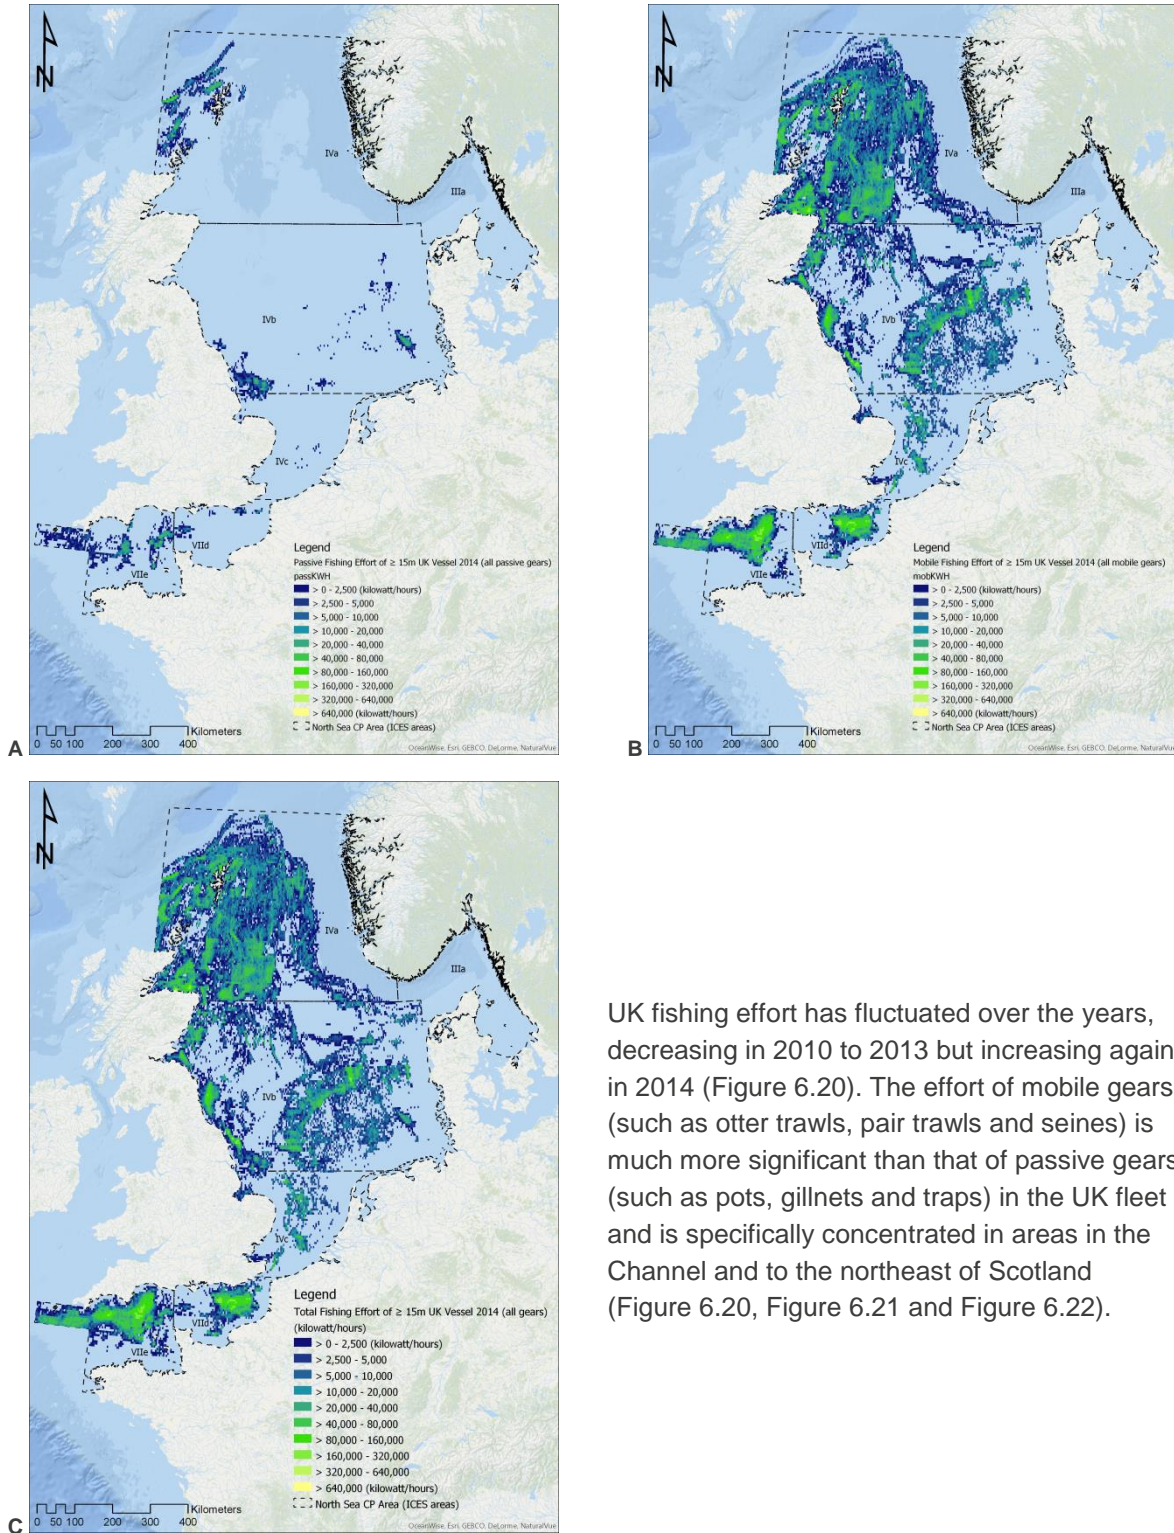 N
IVa
IIIa
IVb
IVc
VIId
VIIe
Legend
Passive Fishing Effort of ≥ 15m UK Vessel 2014 (all passive gears)
passKWH
> 0 - 2,500 (kilowatt/hours)
> 2,500 - 5,000
> 5,000 - 10,000
> 10,000 - 20,000
> 20,000 - 40,000
> 40,000 - 80,000
> 80,000 - 160,000
> 160,000 - 320,000
> 320,000 - 640,000
> 640,000 (kilowatt/hours)
North Sea CP Area (ICES areas)
Kilometers
0 50 100 200 300 400
OceanWise, Esri, GEBCO, DeLorme, NaturalVue
A
N
IVa
IIIa
IVb
IVc
VIId
VIIe
Legend
Mobile Fishing Effort of ≥ 15m UK Vessel 2014 (all mobile gears)
mobKWH
> 0 - 2,500 (kilowatt/hours)
> 2,500 - 5,000
> 5,000 - 10,000
> 10,000 - 20,000
> 20,000 - 40,000
> 40,000 - 80,000
> 80,000 - 160,000
> 160,000 - 320,000
> 320,000 - 640,000
> 640,000 (kilowatt/hours)
North Sea CP Area (ICES areas)
Kilometers
0 50 100 200 300 400
OceanWise, Esri, GEBCO, DeLorme, NaturalVue
B
N
IVa
IIIa
IVb
IVc
VIId
VIIe
Legend
Total Fishing Effort of ≥ 15m UK Vessel 2014 (all gears)
(kilowatt/hours)
> 0 - 2,500 (kilowatt/hours)
> 2,500 - 5,000
> 5,000 - 10,000
> 10,000 - 20,000
> 20,000 - 40,000
> 40,000 - 80,000
> 80,000 - 160,000
> 160,000 - 320,000
> 320,000 - 640,000
> 640,000 (kilowatt/hours)
North Sea CP Area (ICES areas)
Kilometers
0 50 100 200 300 400
OceanWise, Esri, GEBCO, DeLorme, NaturalVue
C
UK fishing effort has fluctuated over the years,
decreasing in 2010 to 2013 but increasing again
in 2014 (Figure 6.20). The effort of mobile gears
(such as otter trawls, pair trawls and seines) is
much more significant than that of passive gears
(such as pots, gillnets and traps) in the UK fleet
and is specifically concentrated in areas in the
Channel and to the northeast of Scotland
(Figure 6.20, Figure 6.21 and Figure 6.22).